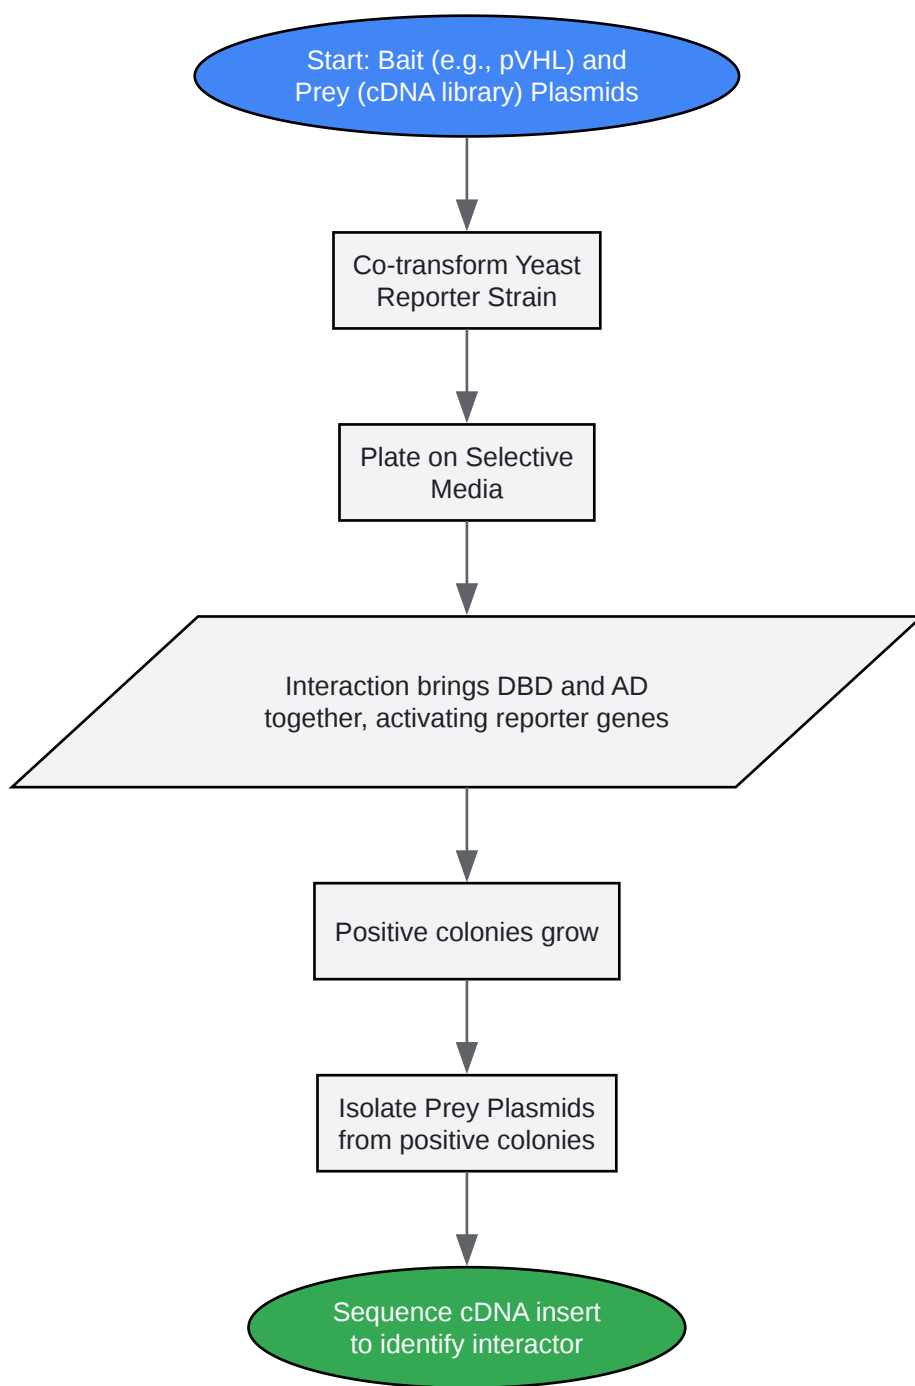 Start: Bait (e.g., pVHL) and
Prey (cDNA library) Plasmids
Co-transform Yeast
Reporter Strain
Plate on Selective
Media
Interaction brings DBD and AD
together, activating reporter genes
Positive colonies grow
Isolate Prey Plasmids
from positive colonies
Sequence cDNA insert
to identify interactor